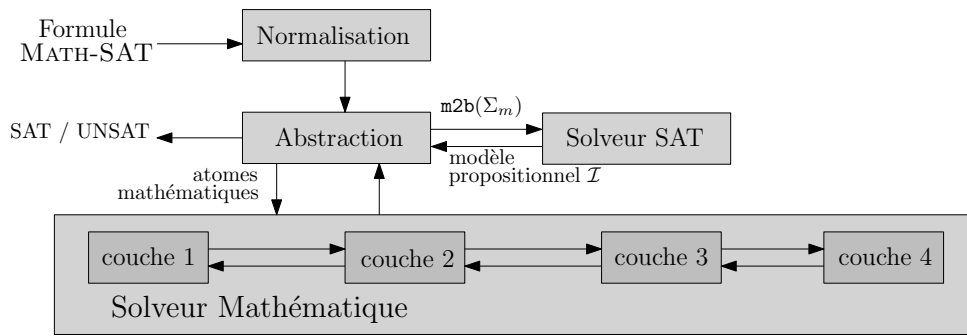 Formule
MATH-SAT
Normalisation
m2b(Σₘ)
SAT / UNSAT
Abstraction
Solveur SAT
modèle
propositionnel ℐ
atomes
mathématiques
couche 1
couche 2
couche 3
couche 4
Solveur Mathématique